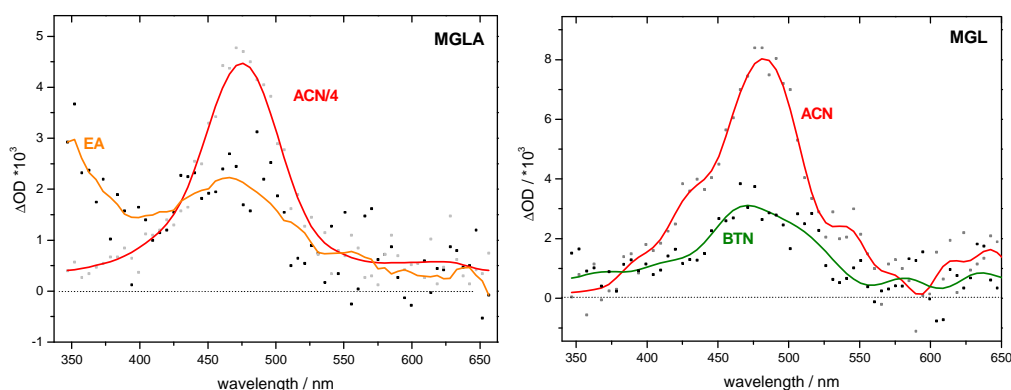 MGLA
ACN/4
EA
ΔOD *10³
5
4
3
2
1
0
-1
350 400 450 500 550 600 650
wavelength / nm
MGL
ACN
BTN
ΔOD / *10³
8
6
4
2
0
350 400 450 500 550 600 650
wavelength / nm